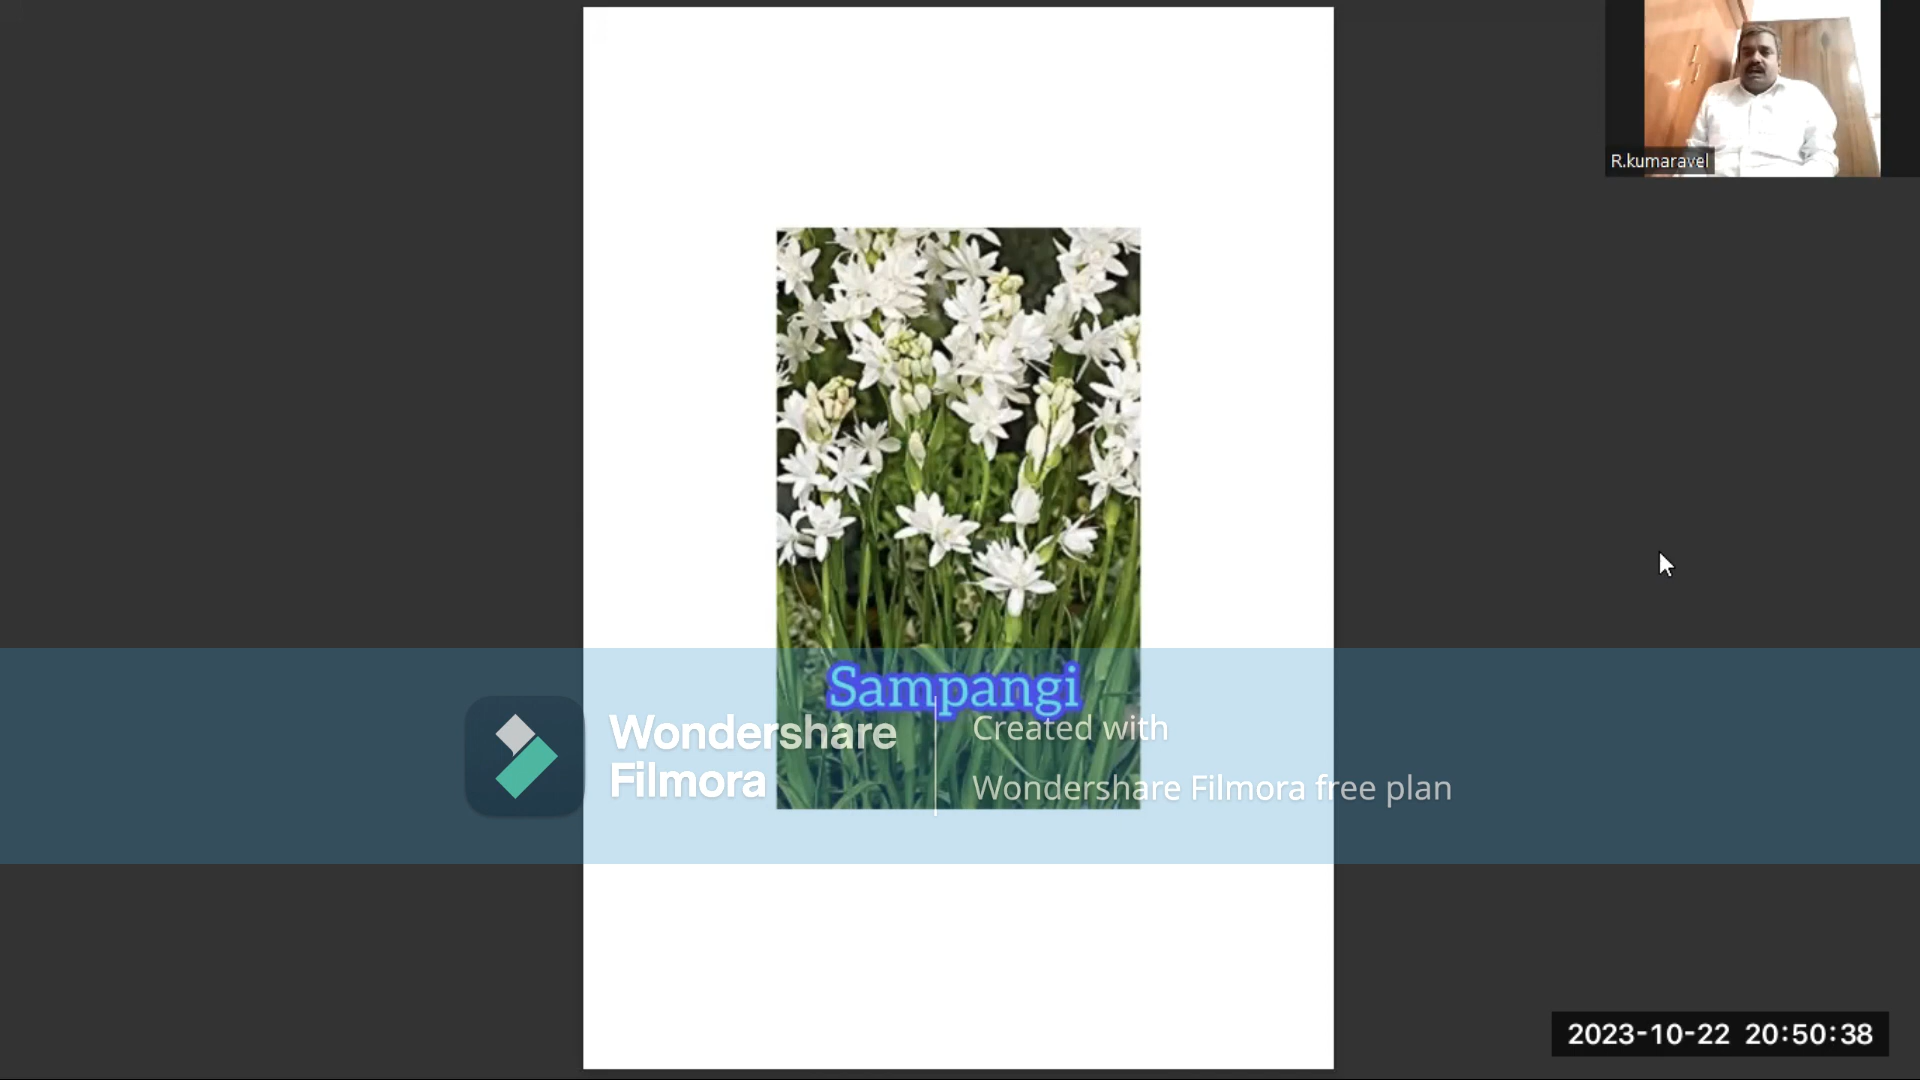 R.kumaravel
Sampangi
Wondershare
Filmora
Created with
Wondershare Filmora free plan
2023-10-22 20:50:38